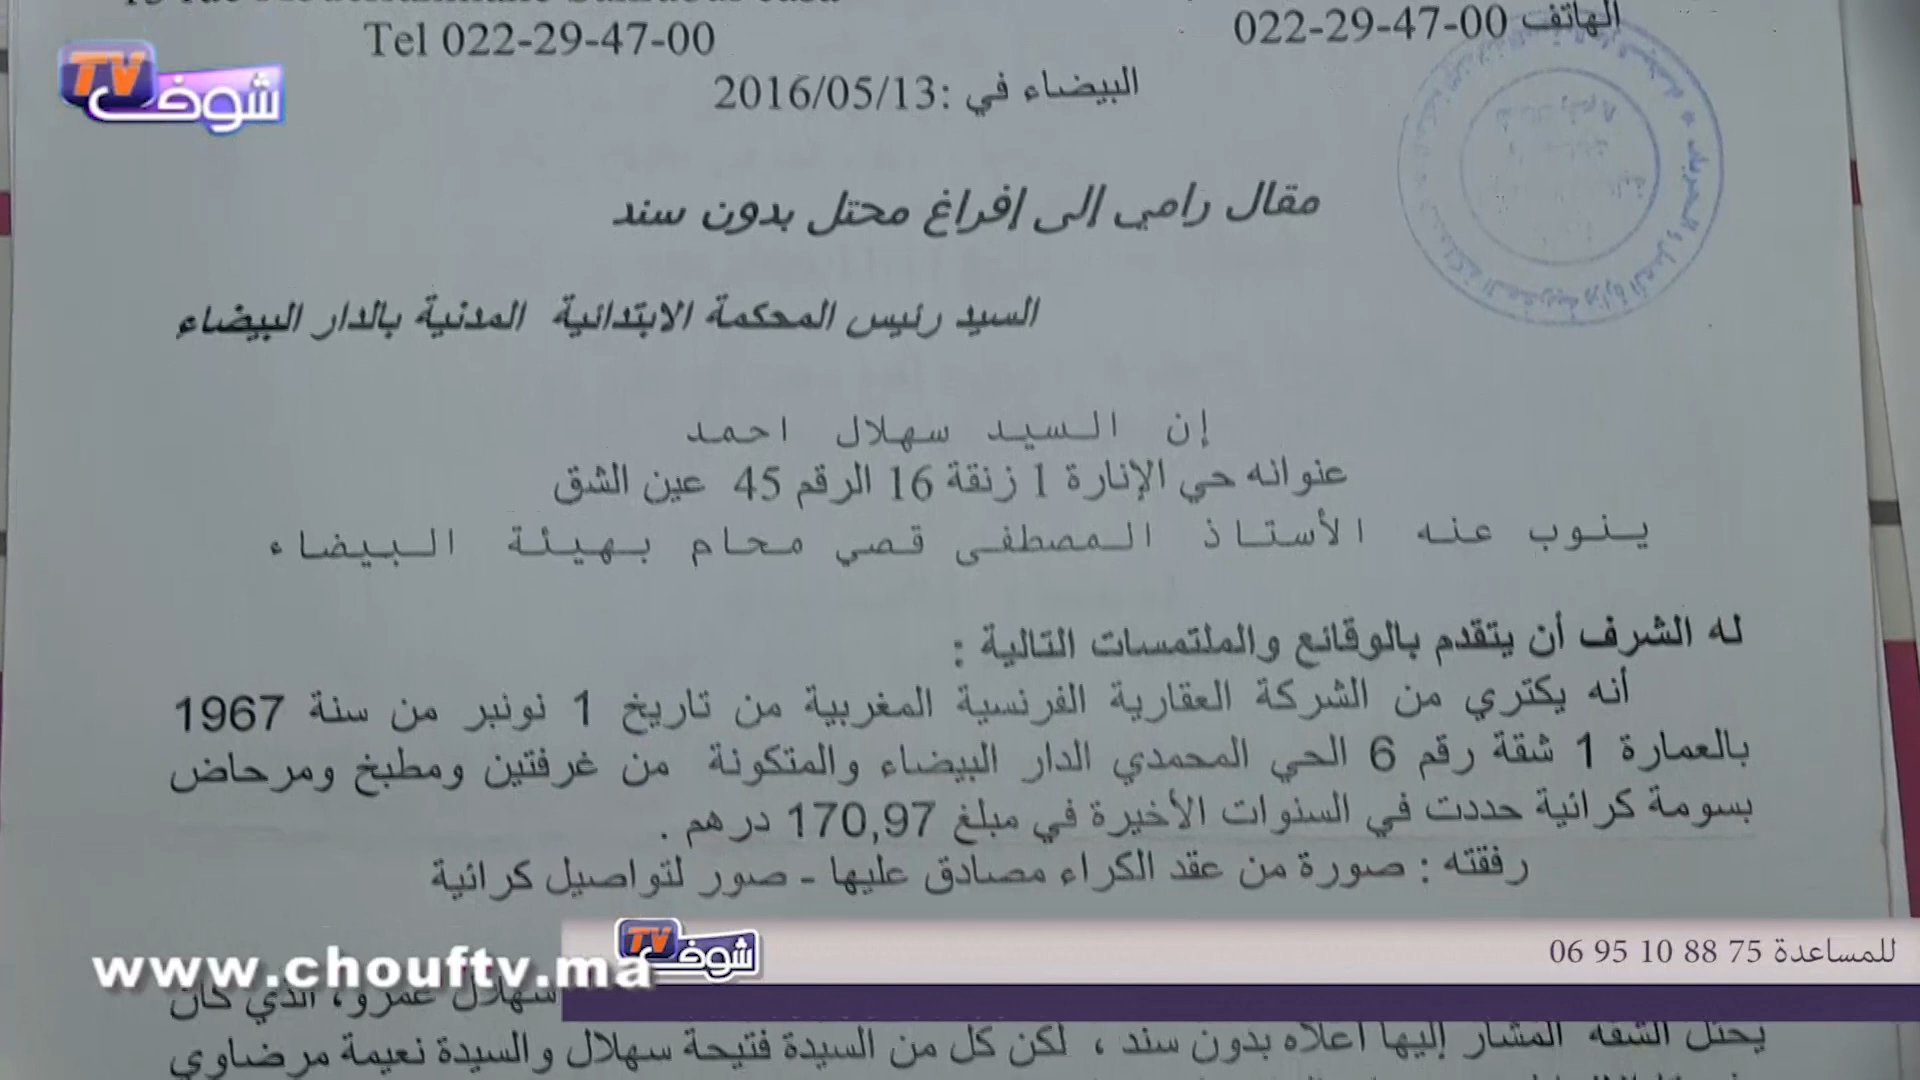 Tel 022-29-47-00
الهاتف 022-29-47-00
TV شوف
البيضاء في :2016/05/13
مقال رامي إلى إفراغ محتل بدون سند
السيد رئيس المحكمة الابتدائية المدنية بالدار البيضاء
إن السيد سهلال احمد
عنوانه حي الإنارة 1 زنقة 16 الرقم 45 عين الشق
ينوب عنه الأستاذ المصطفى قصي محام بهيئة البيضاء
له الشرف أن يتقدم بالوقائع والملتمسات التالية :
أنه يكتري من الشركة العقارية الفرنسية المغربية من تاريخ 1 نونبر من سنة 1967
بالعمارة 1 شقة رقم 6 الحي المحمدي الدار البيضاء والمتكونة من غرفتين ومطبخ ومرحاض
بسومة كرائية حددت في السنوات الأخيرة في مبلغ 170,97 درهم .
رفقته : صورة من عقد الكراء مصادق عليها - صور لتواصيل كرائية
www.chouftv.ma
TV شوف
للمساعدة 06 95 10 88 75
سهلال عمرو، الذي كان
يحتل الشقة المشار إليها أعلاه بدون سند ، لكن كل من السيدة فتيحة سهلال والسيدة نعيمة مرضاوي